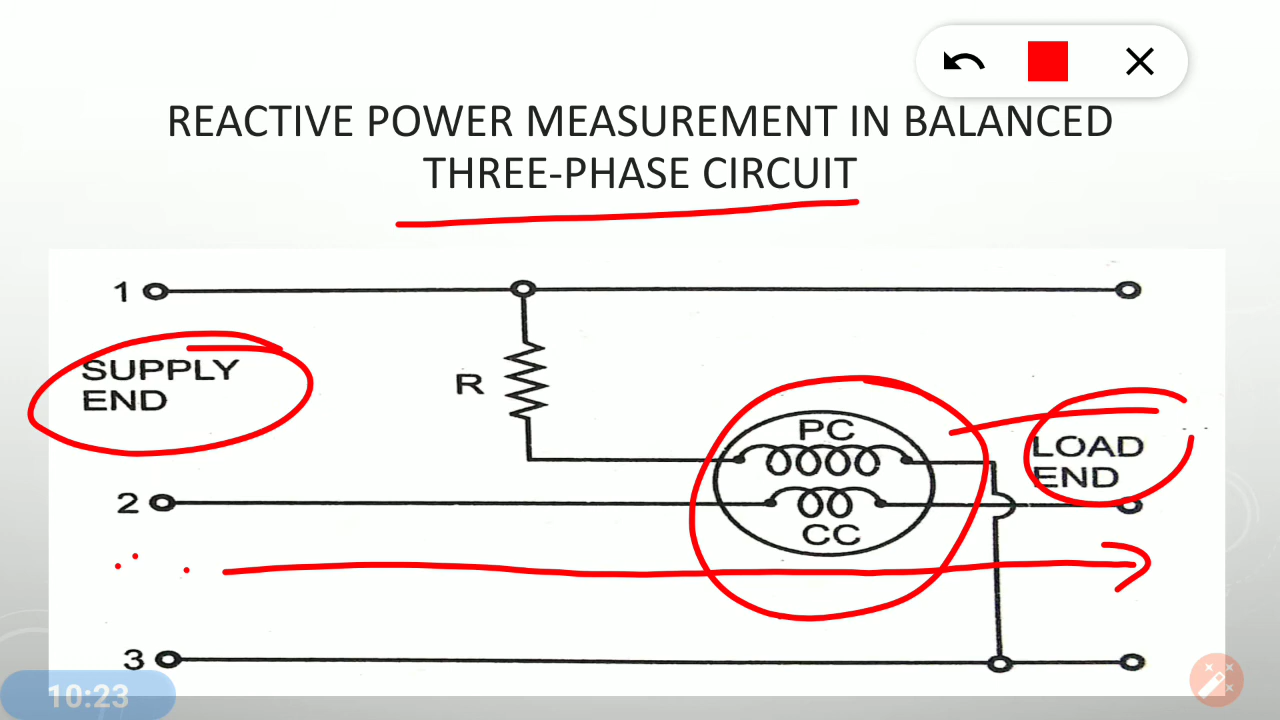 REACTIVE POWER MEASUREMENT IN BALANCED
THREE-PHASE CIRCUIT
1
SUPPLY
END
R
PC
LOAD
END
2
CC
3
10:23